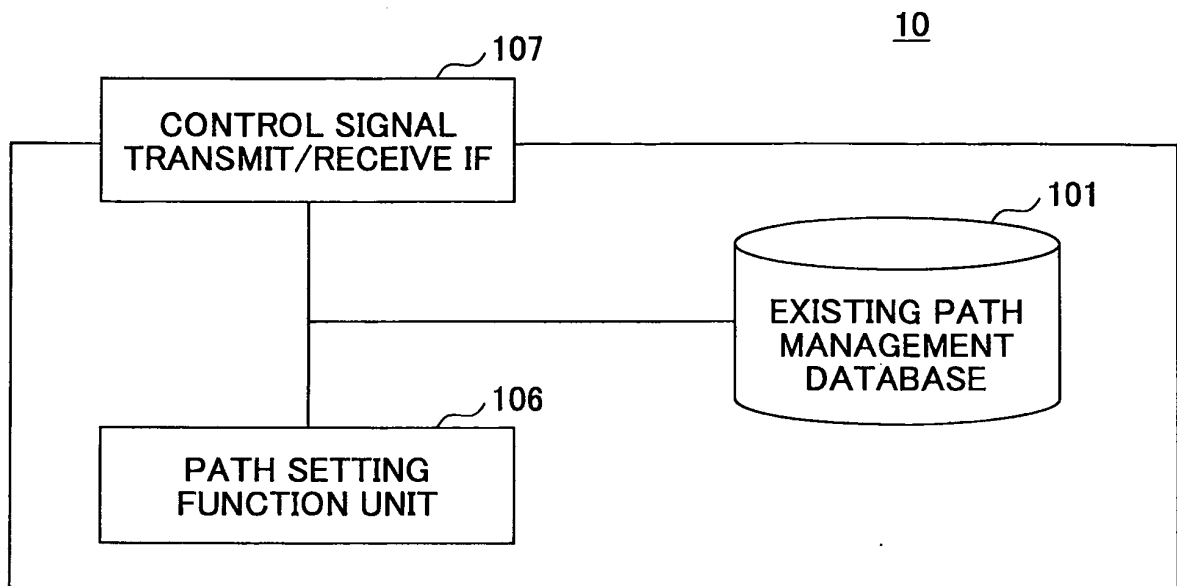 10
107
CONTROL SIGNAL
TRANSMIT/RECEIVE IF
101
EXISTING PATH
MANAGEMENT
DATABASE
106
PATH SETTING
FUNCTION UNIT